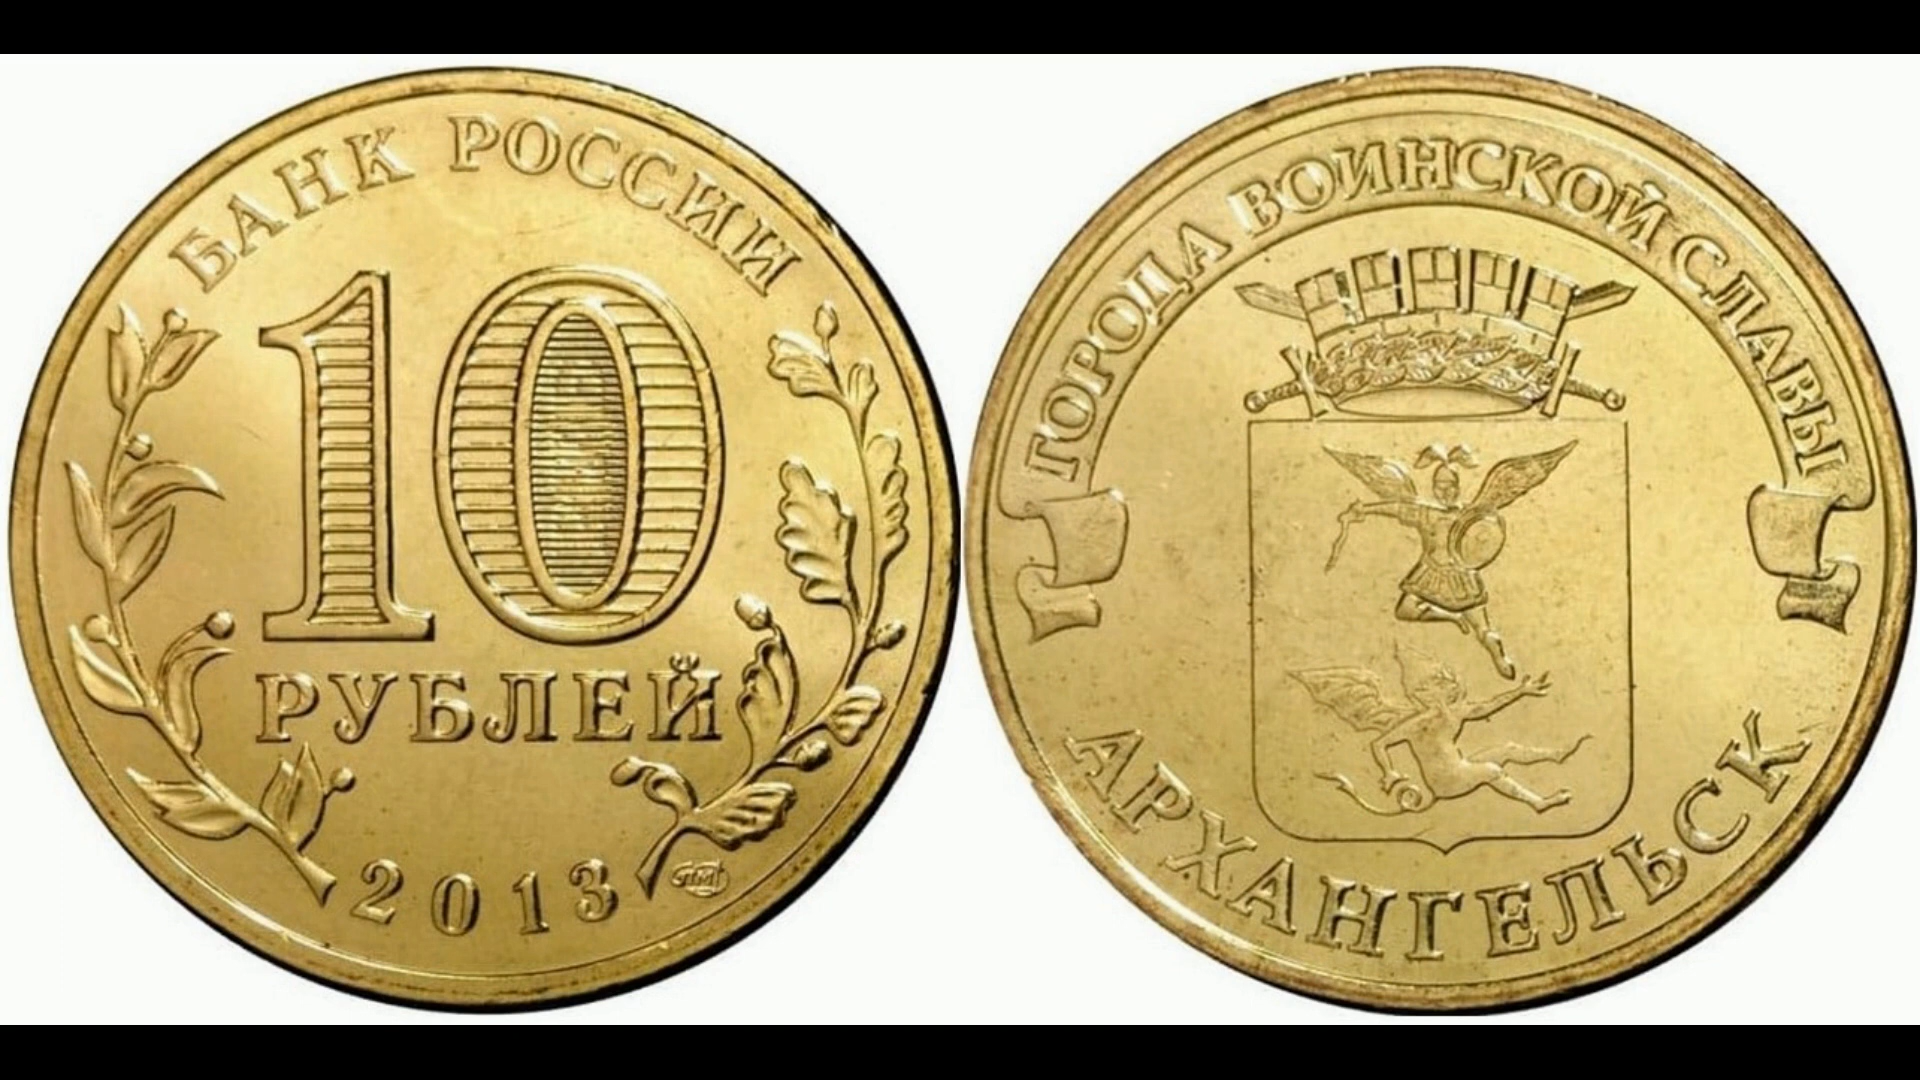 БАНК РОССИИ
10
РУБЛЕЙ
2013
СПМД
ГОРОДА ВОИНСКОЙ СЛАВЫ
АРХАНГЕЛЬСК